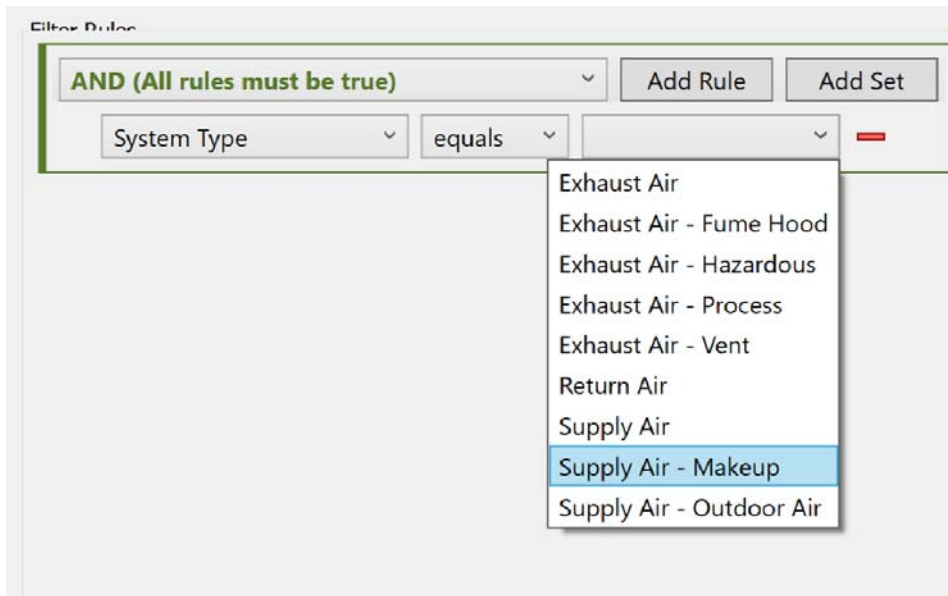 Filter Rules
AND (All rules must be true) Add Rule Add Set
System Type equals
Exhaust Air
Exhaust Air - Fume Hood
Exhaust Air - Hazardous
Exhaust Air - Process
Exhaust Air - Vent
Return Air
Supply Air
Supply Air - Makeup
Supply Air - Outdoor Air